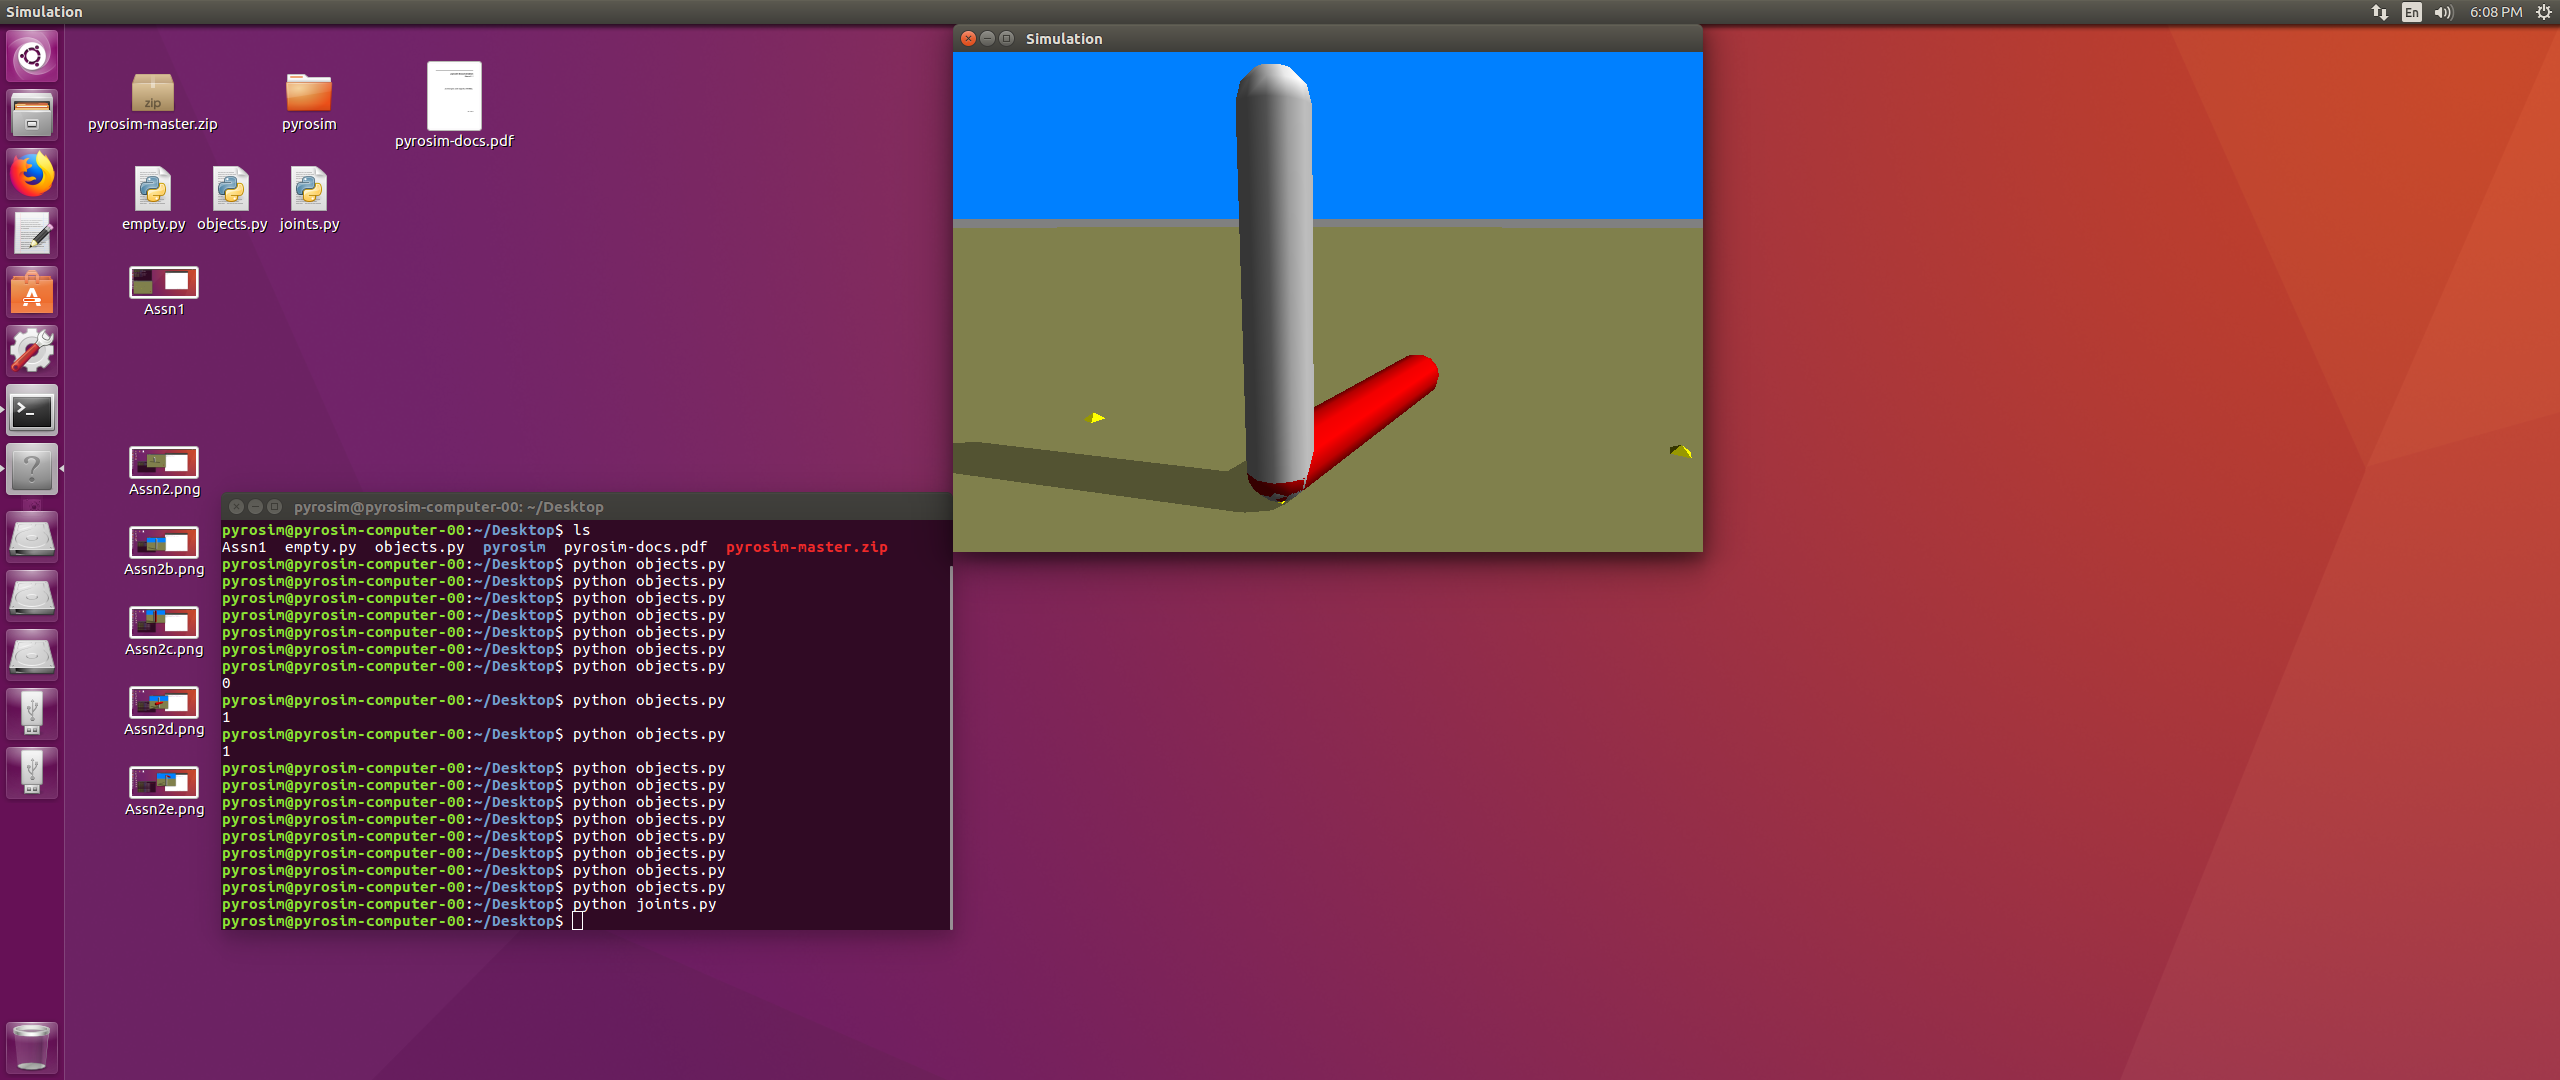 Simulation
En
6:08 PM
zip
pyrosim-master.zip
pyrosim
pyrosim-docs.pdf
empty.py
objects.py
joints.py
Assn1
Assn2.png
Assn2b.png
Assn2c.png
Assn2d.png
Assn2e.png
Simulation
pyrosim@pyrosim-computer-00: ~/Desktop
pyrosim@pyrosim-computer-00:~/Desktop$ ls
Assn1 empty.py objects.py pyrosim pyrosim-docs.pdf pyrosim-master.zip
pyrosim@pyrosim-computer-00:~/Desktop$ python objects.py
pyrosim@pyrosim-computer-00:~/Desktop$ python objects.py
pyrosim@pyrosim-computer-00:~/Desktop$ python objects.py
pyrosim@pyrosim-computer-00:~/Desktop$ python objects.py
pyrosim@pyrosim-computer-00:~/Desktop$ python objects.py
pyrosim@pyrosim-computer-00:~/Desktop$ python objects.py
pyrosim@pyrosim-computer-00:~/Desktop$ python objects.py
0
pyrosim@pyrosim-computer-00:~/Desktop$ python objects.py
1
pyrosim@pyrosim-computer-00:~/Desktop$ python objects.py
1
pyrosim@pyrosim-computer-00:~/Desktop$ python objects.py
pyrosim@pyrosim-computer-00:~/Desktop$ python objects.py
pyrosim@pyrosim-computer-00:~/Desktop$ python objects.py
pyrosim@pyrosim-computer-00:~/Desktop$ python objects.py
pyrosim@pyrosim-computer-00:~/Desktop$ python objects.py
pyrosim@pyrosim-computer-00:~/Desktop$ python objects.py
pyrosim@pyrosim-computer-00:~/Desktop$ python objects.py
pyrosim@pyrosim-computer-00:~/Desktop$ python objects.py
pyrosim@pyrosim-computer-00:~/Desktop$ python joints.py
pyrosim@pyrosim-computer-00:~/Desktop$